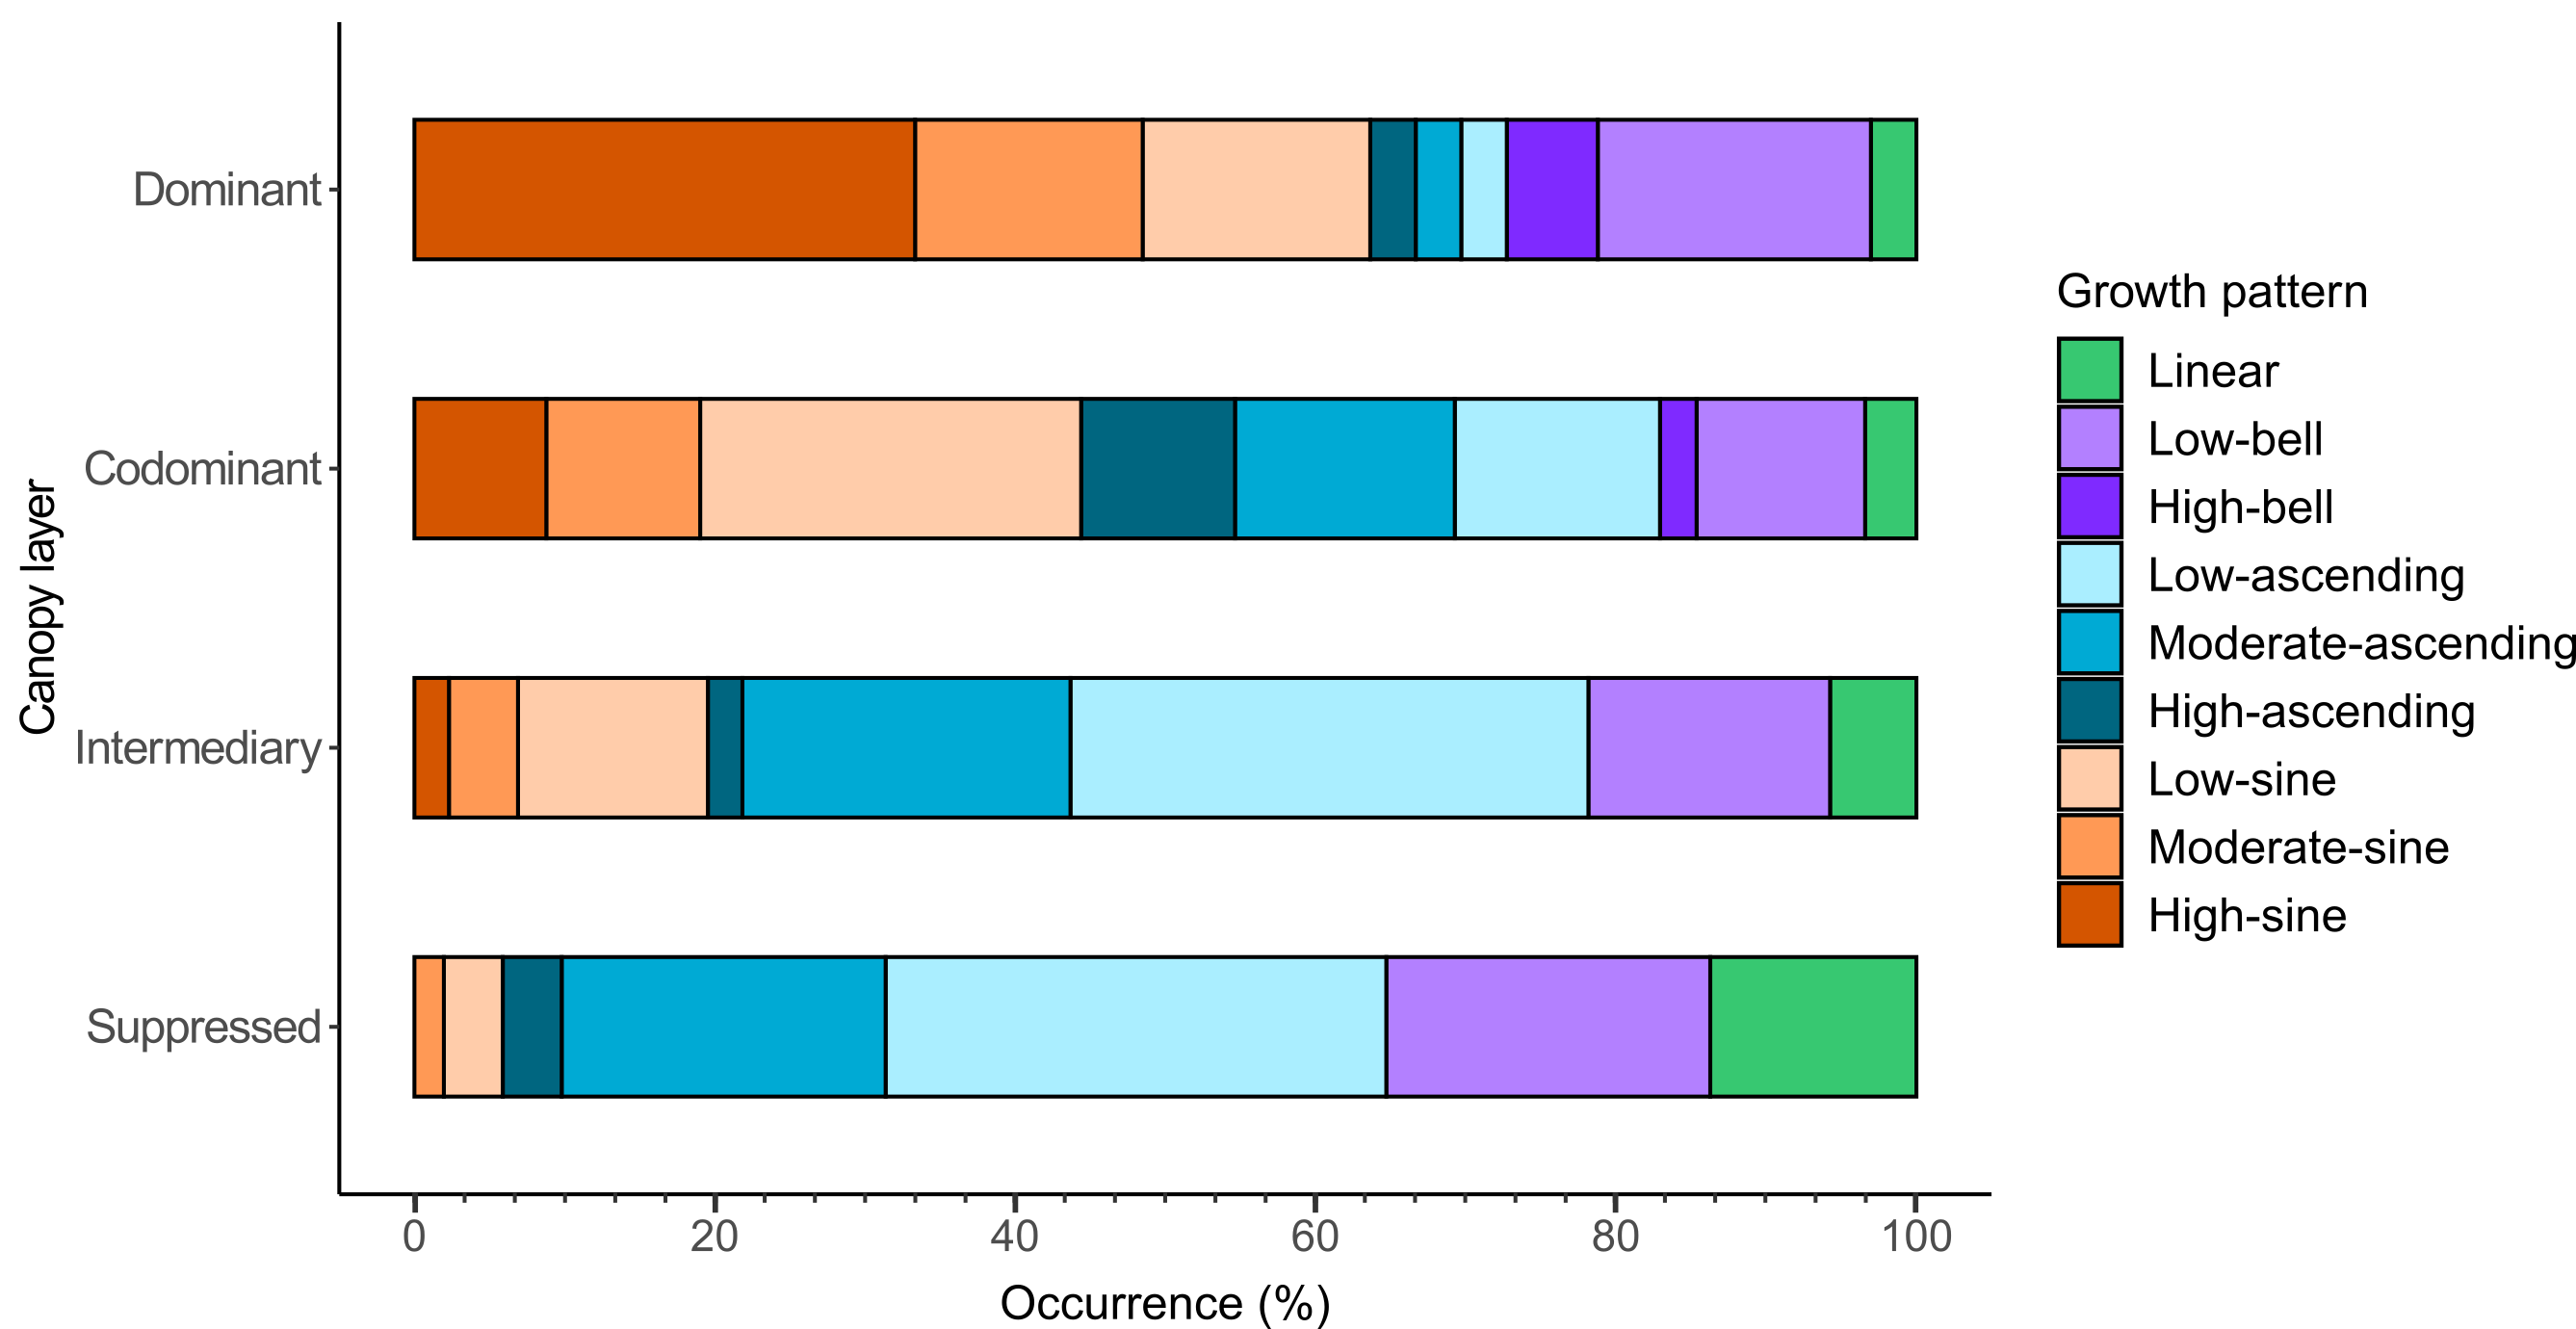 Canopy layer
Dominant
Codominant
Intermediary
Suppressed
0 20 40 60 80 100
Occurrence (%)
Growth pattern
Linear
Low-bell
High-bell
Low-ascending
Moderate-ascending
High-ascending
Low-sine
Moderate-sine
High-sine